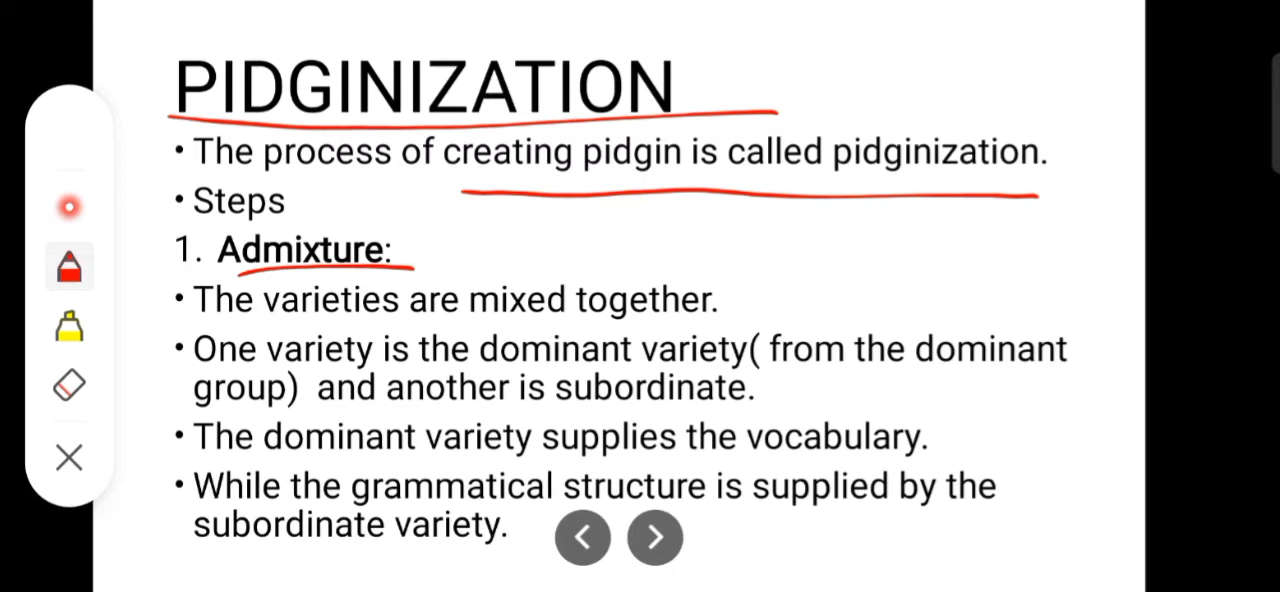 PIDGINIZATION
• The process of creating pidgin is called pidginization.
• Steps
1. Admixture:
• The varieties are mixed together.
• One variety is the dominant variety( from the dominant
group) and another is subordinate.
• The dominant variety supplies the vocabulary.
• While the grammatical structure is supplied by the
subordinate variety.